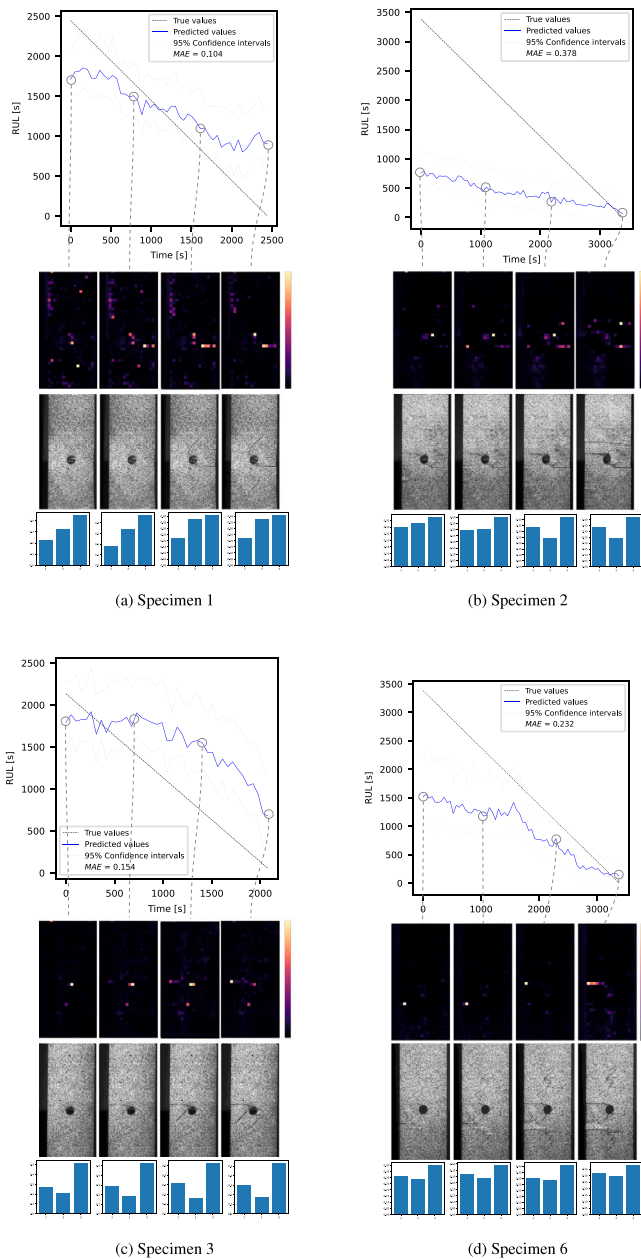 2500
2000
1500
1000
500
0
RUL [s]
True values
Predicted values
95% Confidence intervals
MAE = 0.104
0 500 1000 1500 2000 2500
Time [s]
(a) Specimen 1
3500
3000
2500
2000
1500
1000
500
0
RUL [s]
True values
Predicted values
95% Confidence intervals
MAE = 0.378
0 1000 2000 3000
Time [s]
(b) Specimen 2
2500
2000
1500
1000
500
0
RUL [s]
True values
Predicted values
95% Confidence intervals
MAE = 0.154
0 500 1000 1500 2000
Time [s]
(c) Specimen 3
3500
3000
2500
2000
1500
1000
500
0
RUL [s]
True values
Predicted values
95% Confidence intervals
MAE = 0.232
0 1000 2000 3000
Time [s]
(d) Specimen 6